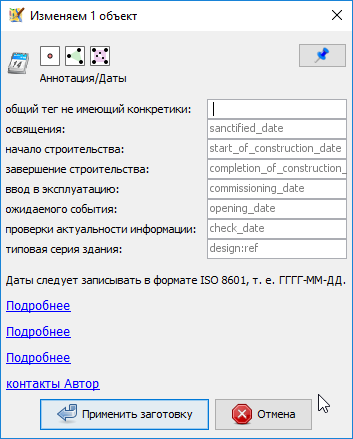 Изменяем 1 объект
14
Аннотация/Даты
общий тег не имеющий конкретики:
освящения: sanctified_date
начало строительства: start_of_construction_date
завершение строительства: completion_of_construction_
ввод в эксплуатацию: commissioning_date
ожидаемого события: opening_date
проверки актуальности информации: check_date
типовая серия здания: design:ref
Даты следует записывать в формате ISO 8601, т. е. ГГГГ-ММ-ДД.
Подробнее
Подробнее
Подробнее
контакты Автор
Применить заготовку Отмена